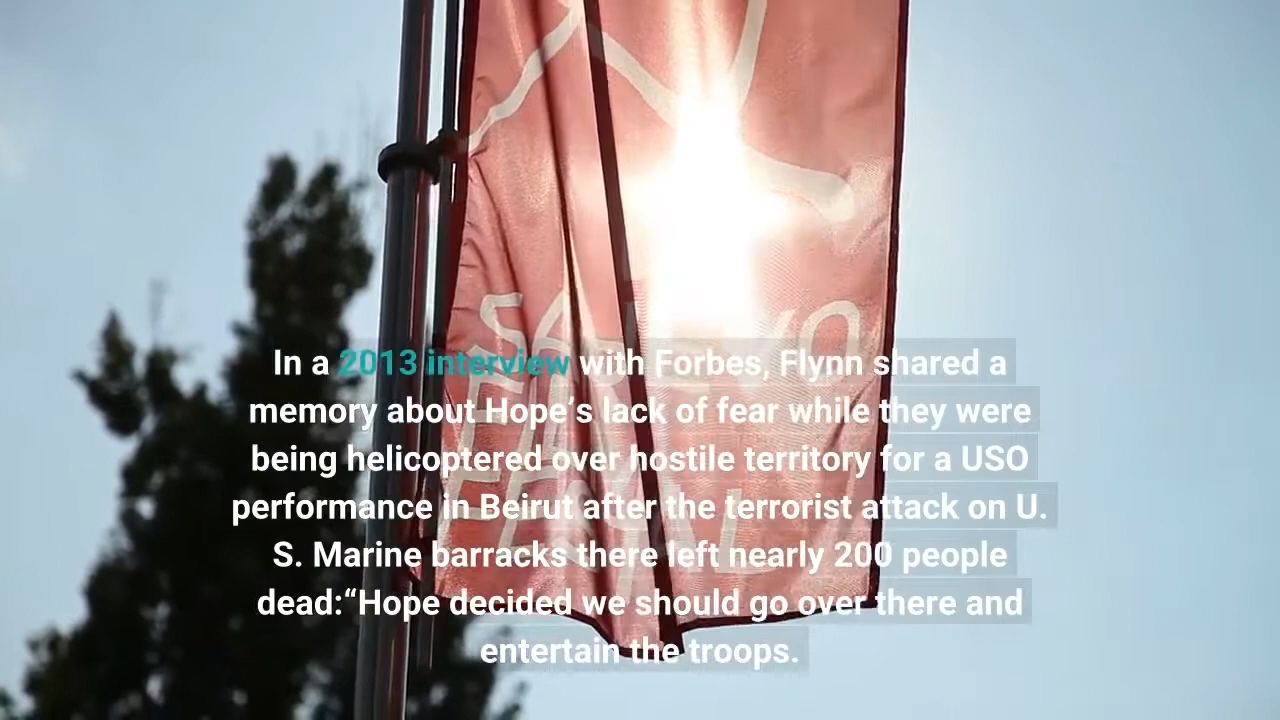 In a 2013 interview with Forbes, Flynn shared a
memory about Hope’s lack of fear while they were
being helicoptered over hostile territory for a USO
performance in Beirut after the terrorist attack on U.
S. Marine barracks there left nearly 200 people
dead:“Hope decided we should go over there and
entertain the troops.